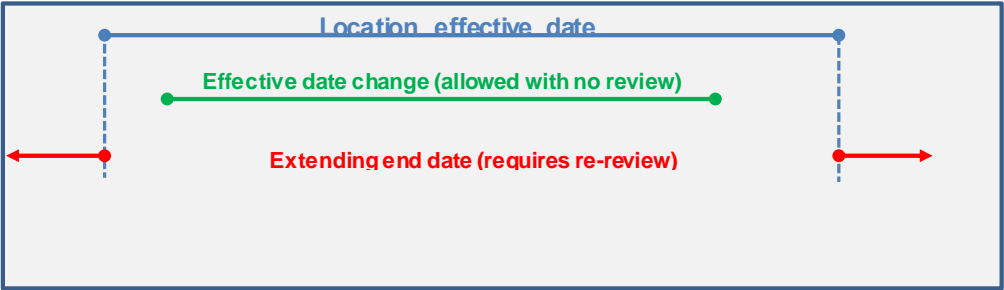 Location effective date
Effective date change (allowed with no review)
Extending end date (requires re-review)